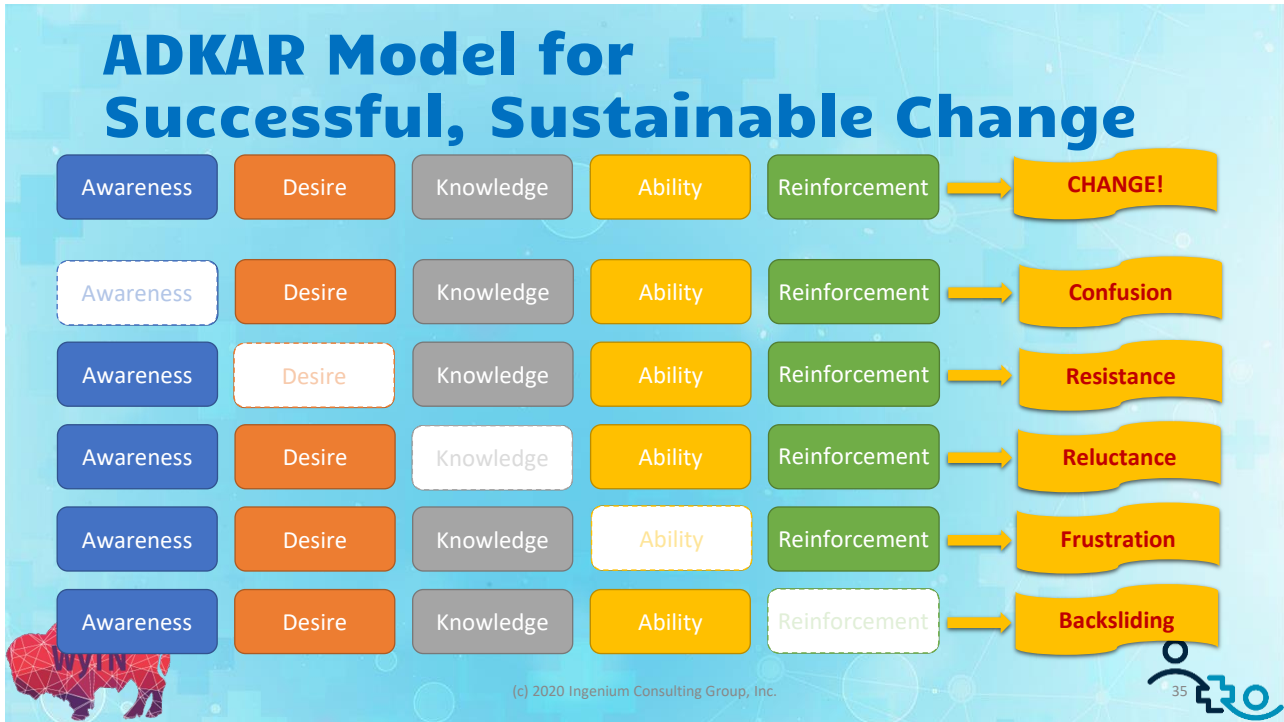 ADKAR Model for
Successful, Sustainable Change
Awareness Desire Knowledge Ability Reinforcement CHANGE!
Awareness Desire Knowledge Ability Reinforcement Confusion
Awareness Desire Knowledge Ability Reinforcement Resistance
Awareness Desire Knowledge Ability Reinforcement Reluctance
Awareness Desire Knowledge Ability Reinforcement Frustration
Awareness Desire Knowledge Ability Reinforcement Backsliding
WyTN
(c) 2020 Ingenium Consulting Group, Inc. 35